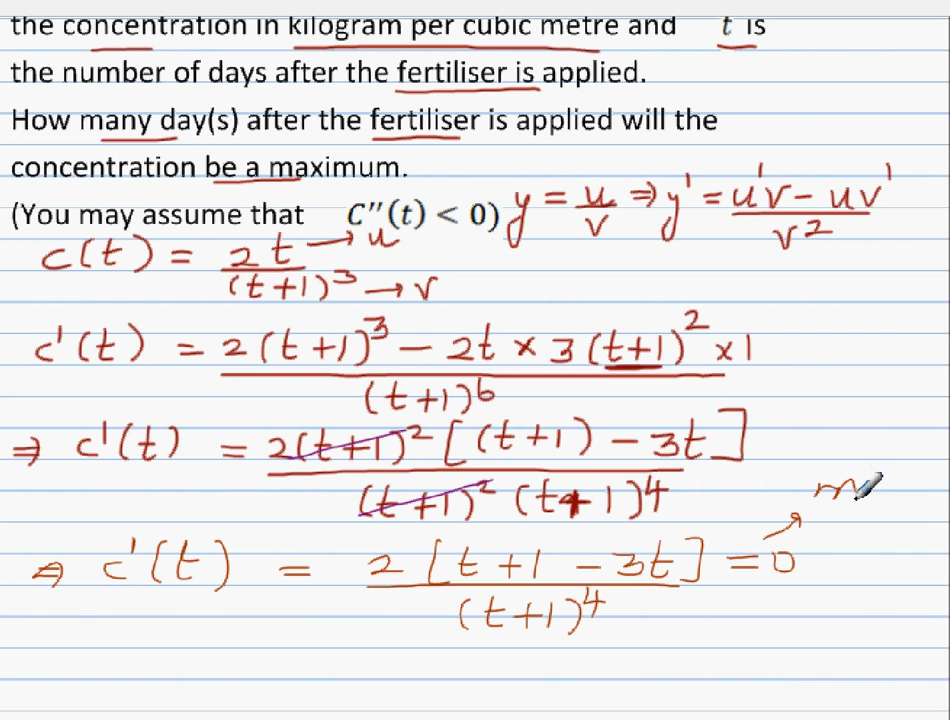 the concentration in kilogram per cubic metre and t is
the number of days after the fertiliser is applied.
How many day(s) after the fertiliser is applied will the
concentration be a maximum.
(You may assume that C''(t) < 0) y = u/v ⇒ y' = (u'v - uv')/v²
c(t) = 2t/(t+1)³ → u → v
c'(t) = (2(t+1)³ - 2t × 3(t+1)² × 1)/(t+1)⁶
⇒ c'(t) = 2(t+1)² [(t+1) - 3t]/(t+1)² (t+1)⁴
m
⇒ c'(t) = 2[t+1 - 3t]/(t+1)⁴ = 0